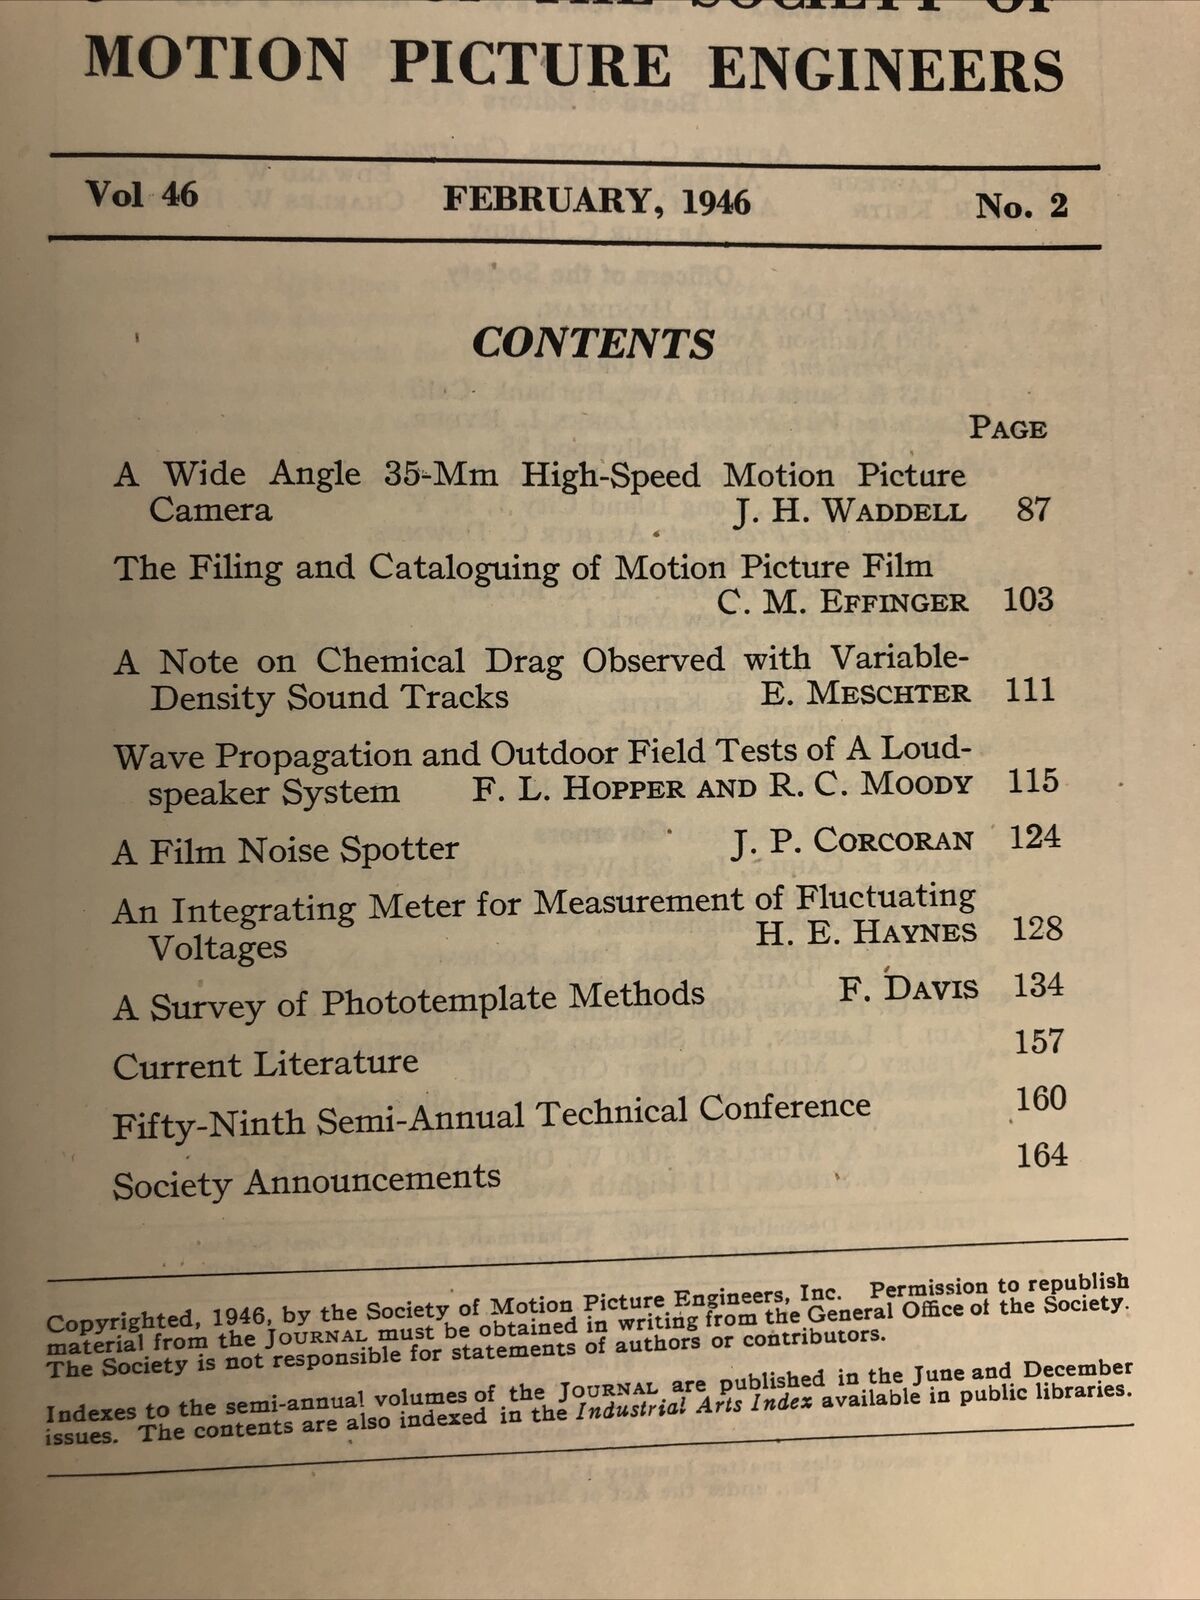 THE SOCIETY OF
MOTION PICTURE ENGINEERS
Vol 46 FEBRUARY, 1946 No. 2
CONTENTS
PAGE
A Wide Angle 35-Mm High-Speed Motion Picture
Camera J. H. WADDELL 87
The Filing and Cataloguing of Motion Picture Film
C. M. EFFINGER 103
A Note on Chemical Drag Observed with Variable-
Density Sound Tracks E. MESCHTER 111
Wave Propagation and Outdoor Field Tests of A Loud-
speaker System F. L. HOPPER AND R. C. MOODY 115
A Film Noise Spotter J. P. CORCORAN 124
An Integrating Meter for Measurement of Fluctuating
Voltages H. E. HAYNES 128
A Survey of Phototemplate Methods F. DAVIS 134
Current Literature 157
Fifty-Ninth Semi-Annual Technical Conference 160
Society Announcements 164
Copyrighted, 1946, by the Society of Motion Picture Engineers, Inc. Permission to republish
material from the JOURNAL must be obtained in writing from the General Office of the Society.
The Society is not responsible for statements of authors or contributors.
Indexes to the semi-annual volumes of the JOURNAL are published in the June and December
issues. The contents are also indexed in the Industrial Arts Index available in public libraries.